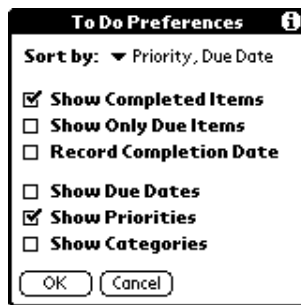 To Do Preferences i
Sort by: Priority, Due Date
Show Completed Items
Show Only Due Items
Record Completion Date
Show Due Dates
Show Priorities
Show Categories
OK Cancel